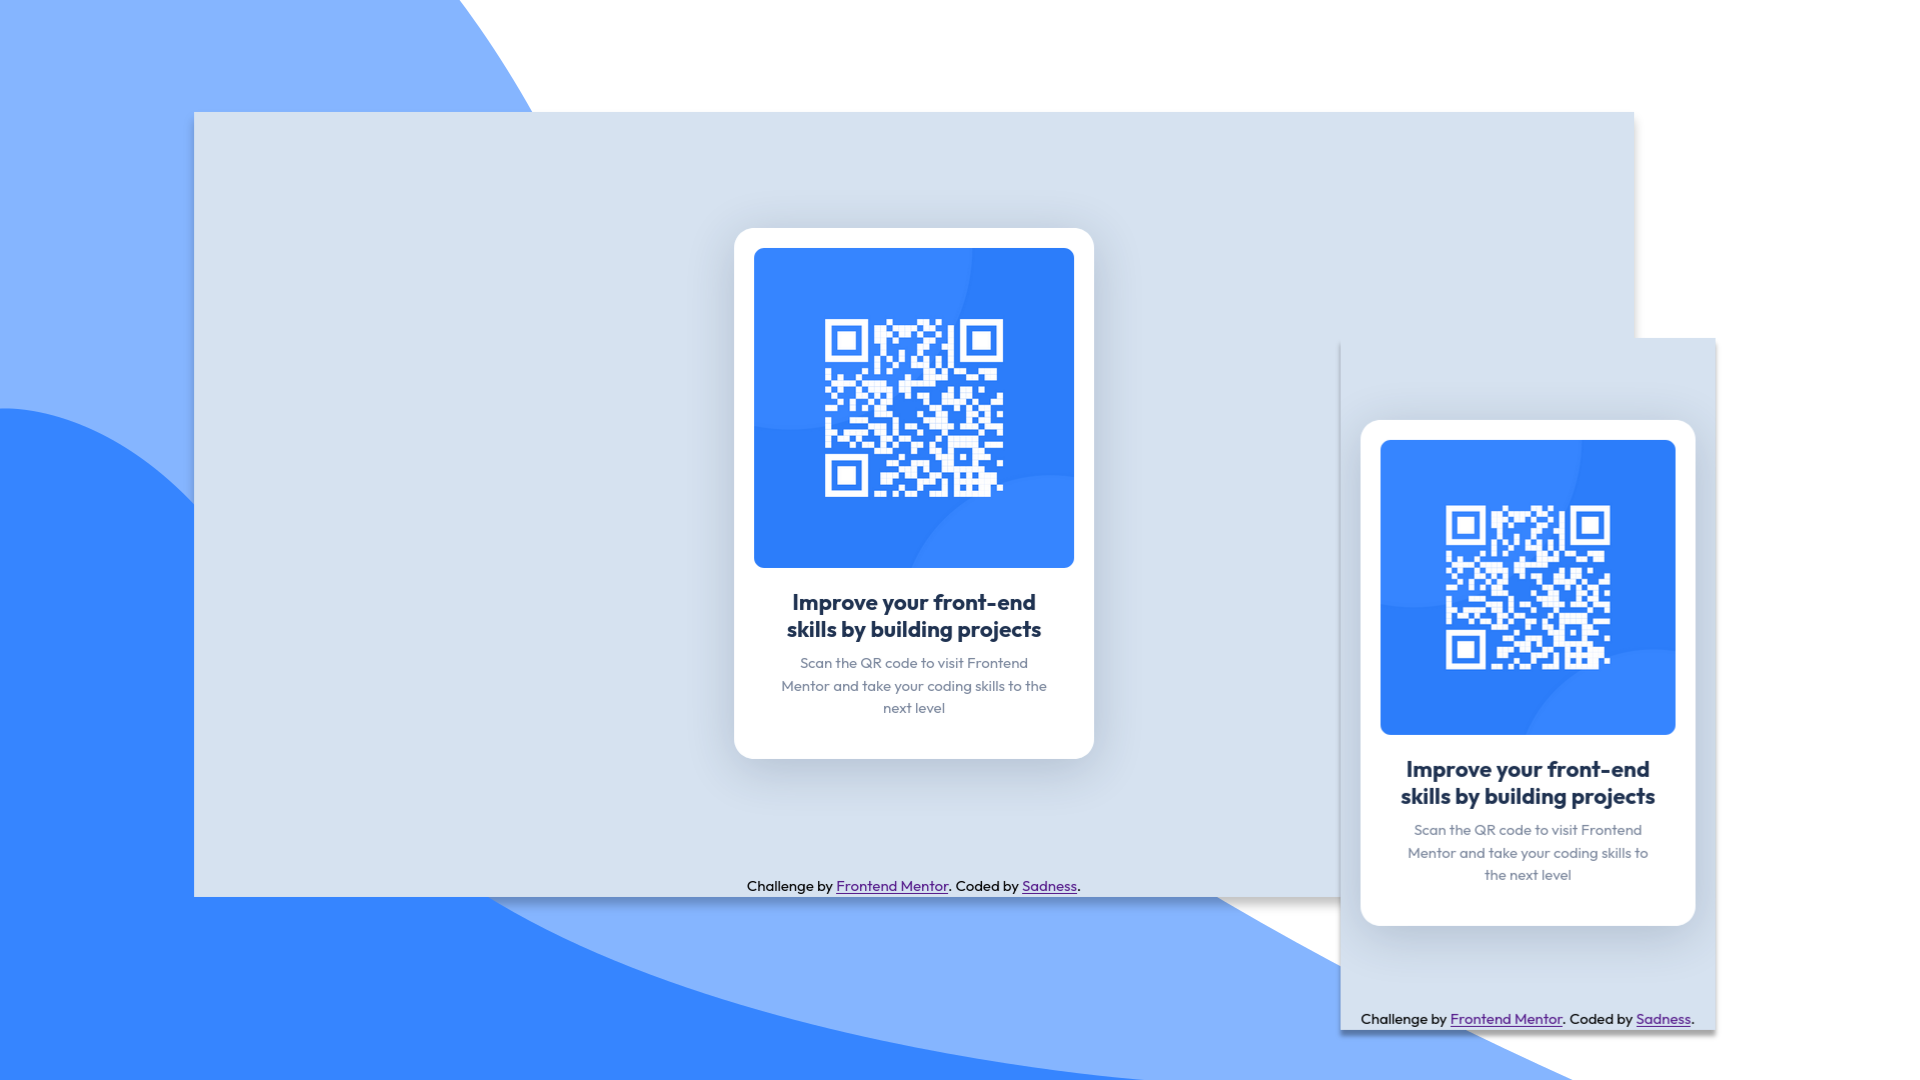 Improve your front-end
skills by building projects
Scan the QR code to visit Frontend
Mentor and take your coding skills to the
next level
Challenge by Frontend Mentor. Coded by Sadness.
Improve your front-end
skills by building projects
Scan the QR code to visit Frontend
Mentor and take your coding skills to
the next level
Challenge by Frontend Mentor. Coded by Sadness.